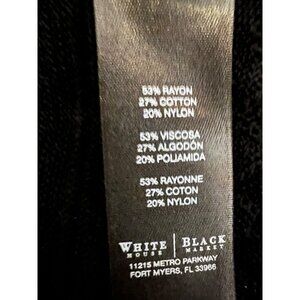 53% RAYON
27% COTTON
20% NYLON
53% VISCOSA
27% ALGODÓN
20% POLIAMIDA
53% RAYONNE
27% COTON
20% NYLON
WHITE | BLACK
HOUSE | MARKET
11215 METRO PARKWAY
FORT MYERS, FL 33966